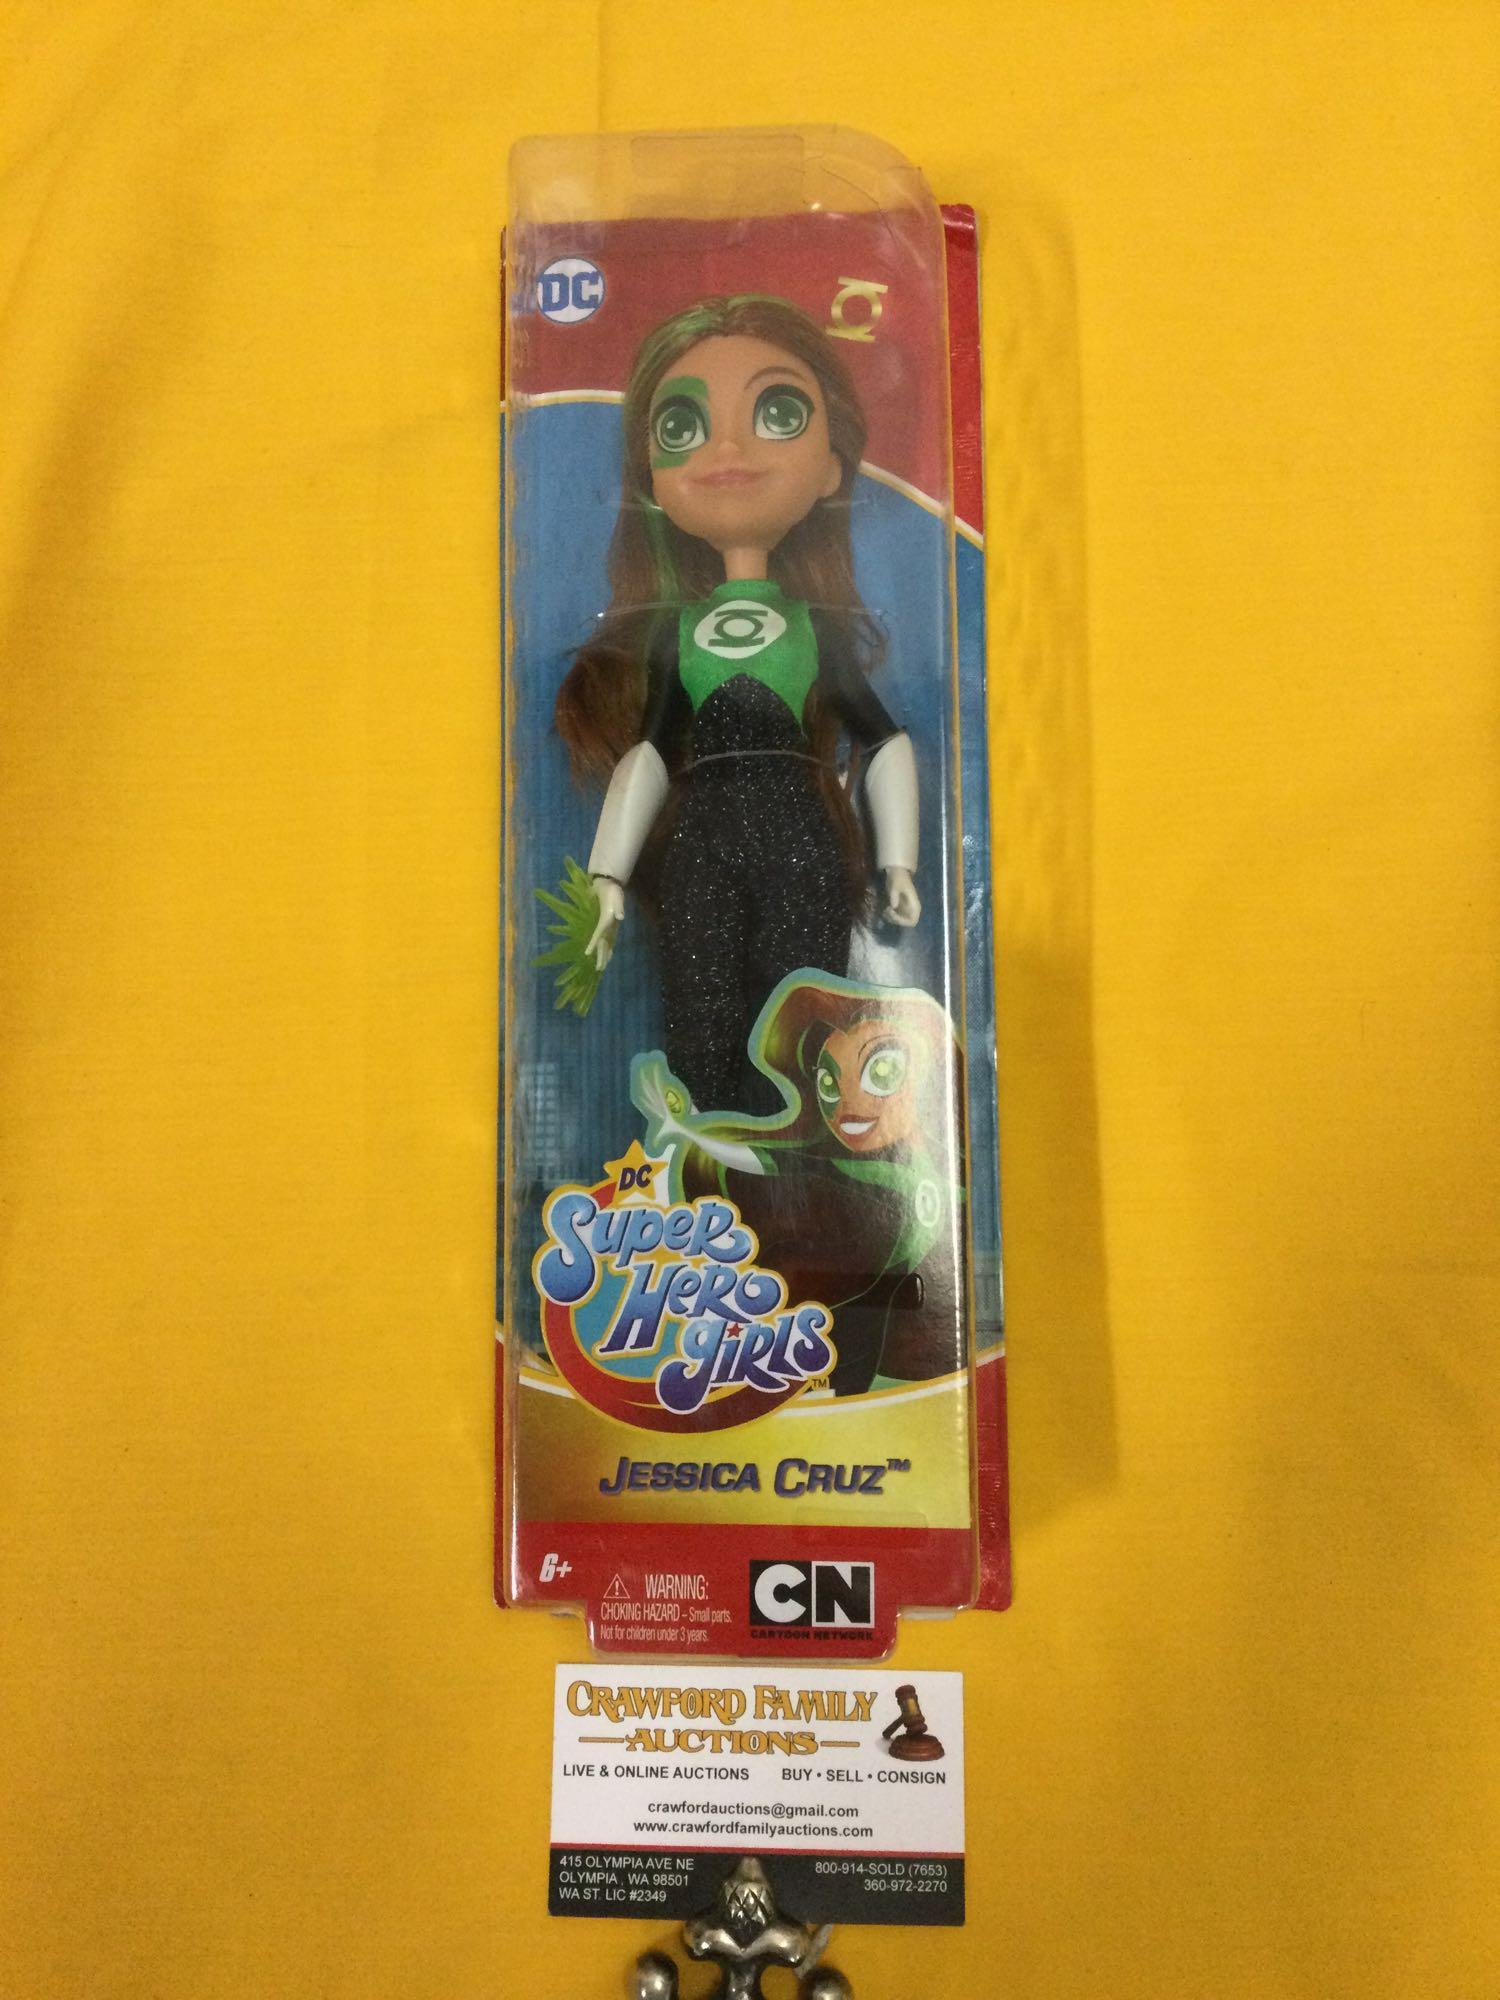 DC
DC
SUPER
HERO
GIRLS
TM
JESSICA CRUZ™
6+
WARNING:
CHOKING HAZARD – Small parts.
Not for children under 3 years.
CN
CARTOON NETWORK
CRAWFORD FAMILY
AUCTIONS
LIVE & ONLINE AUCTIONS BUY • SELL • CONSIGN
crawfordauctions@gmail.com
www.crawfordfamilyauctions.com
415 OLYMPIA AVE NE
OLYMPIA, WA 98501
WA ST. LIC #2349
800-914-SOLD (7653)
360-972-2270